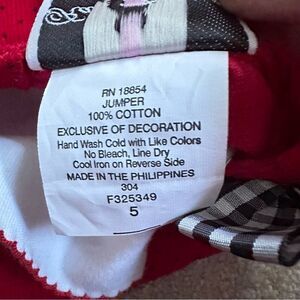 RN 18854
JUMPER
100% COTTON
EXCLUSIVE OF DECORATION
Hand Wash Cold with Like Colors
No Bleach, Line Dry
Cool Iron on Reverse Side
MADE IN THE PHILIPPINES
304
F325349
5